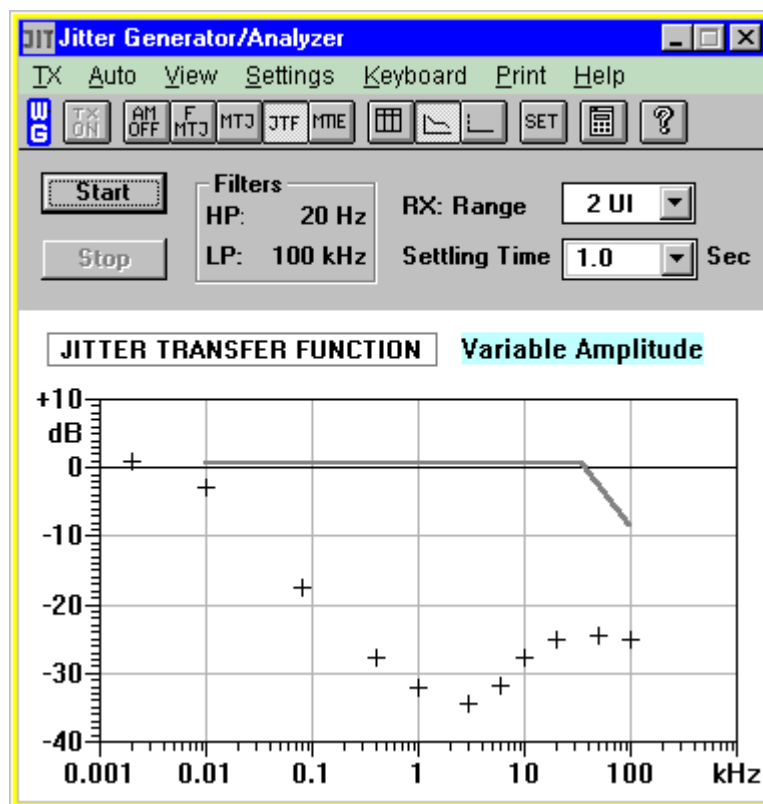 JIT Jitter Generator/Analyzer
TX Auto View Settings Keyboard Print Help
WG TX ON AM OFF F MTJ MTJ JTF MTIE SET ?
Start
Stop
Filters
HP: 20 Hz
LP: 100 kHz
RX: Range 2 UI
Settling Time 1.0 Sec
JITTER TRANSFER FUNCTION Variable Amplitude
+10
dB
0
-10
-20
-30
-40
0.001 0.01 0.1 1 10 100 kHz